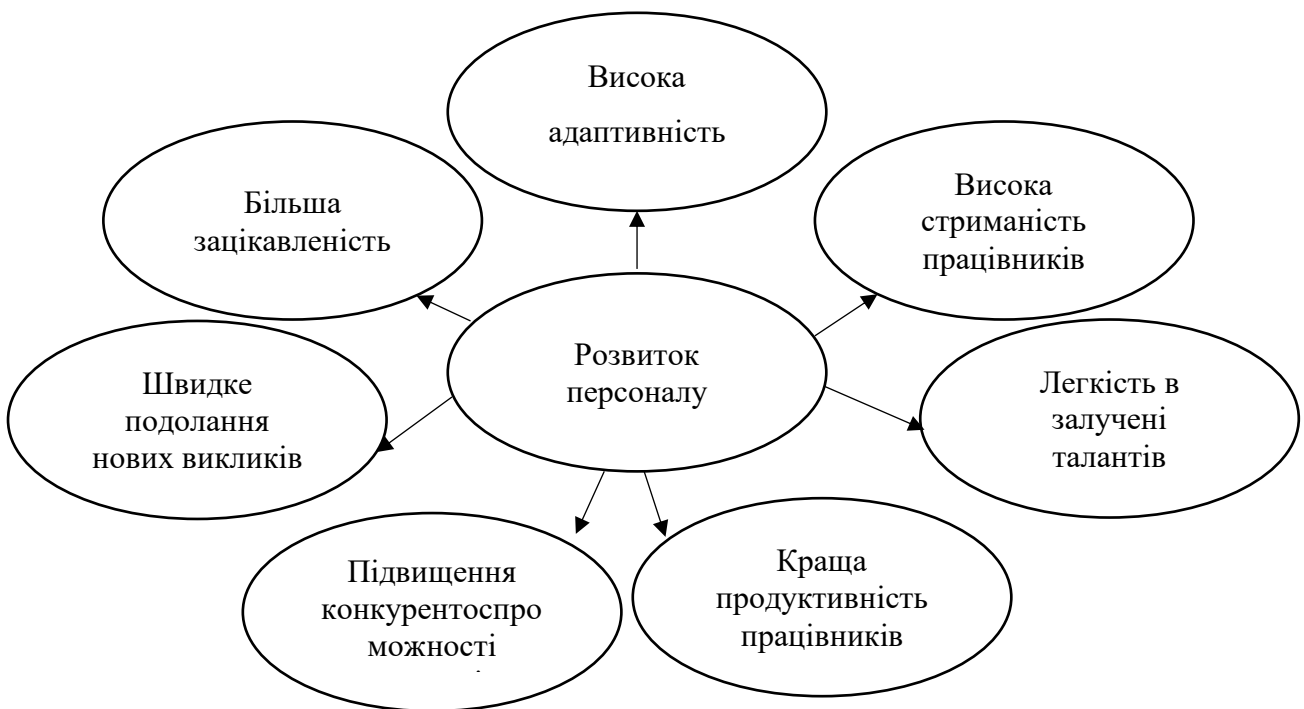 Висока
адаптивність
Більша
зацікавленість
Висока
стриманість
працівників
Розвиток
персоналу
Швидке
подолання
нових викликів
Легкість в
залучені
талантів
Підвищення
конкурентоспро
можності
Краща
продуктивність
працівників